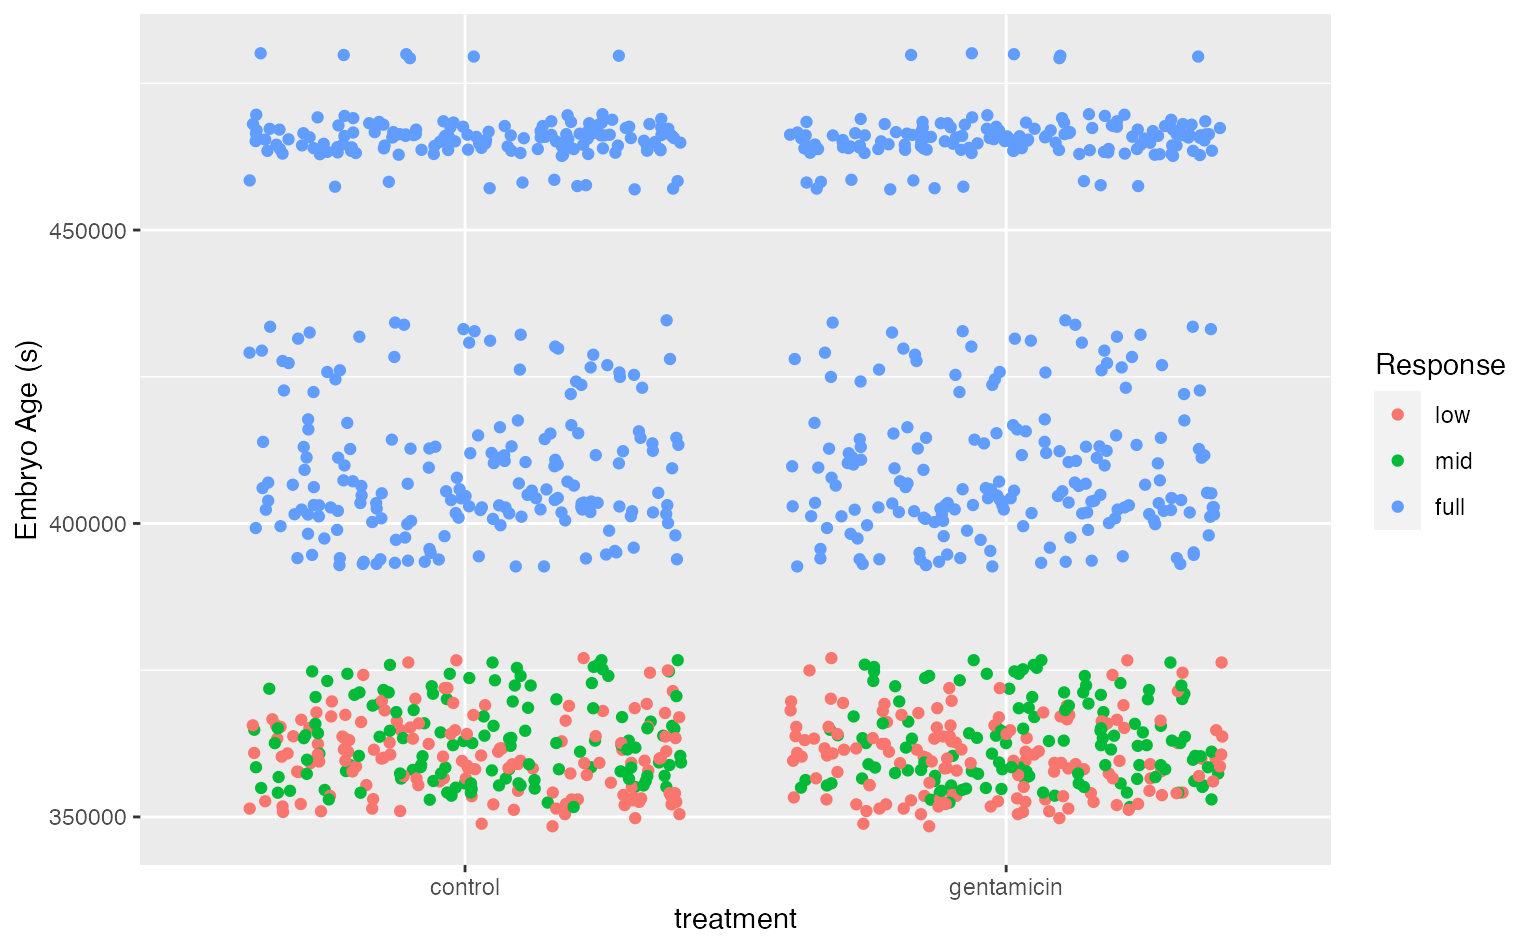 Embryo Age (s)
450000
400000
350000
control
gentamicin
treatment
Response
low
mid
full